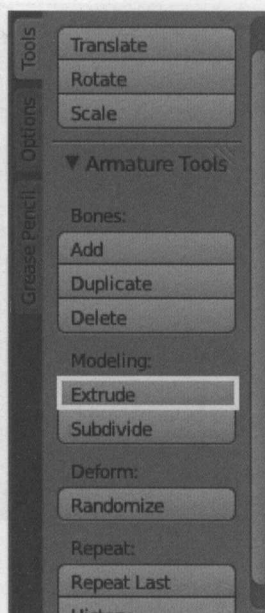 Tools
Options
Grease Pencil
Translate
Rotate
Scale
▼ Armature Tools
Bones:
Add
Duplicate
Delete
Modeling:
Extrude
Subdivide
Deform:
Randomize
Repeat:
Repeat Last